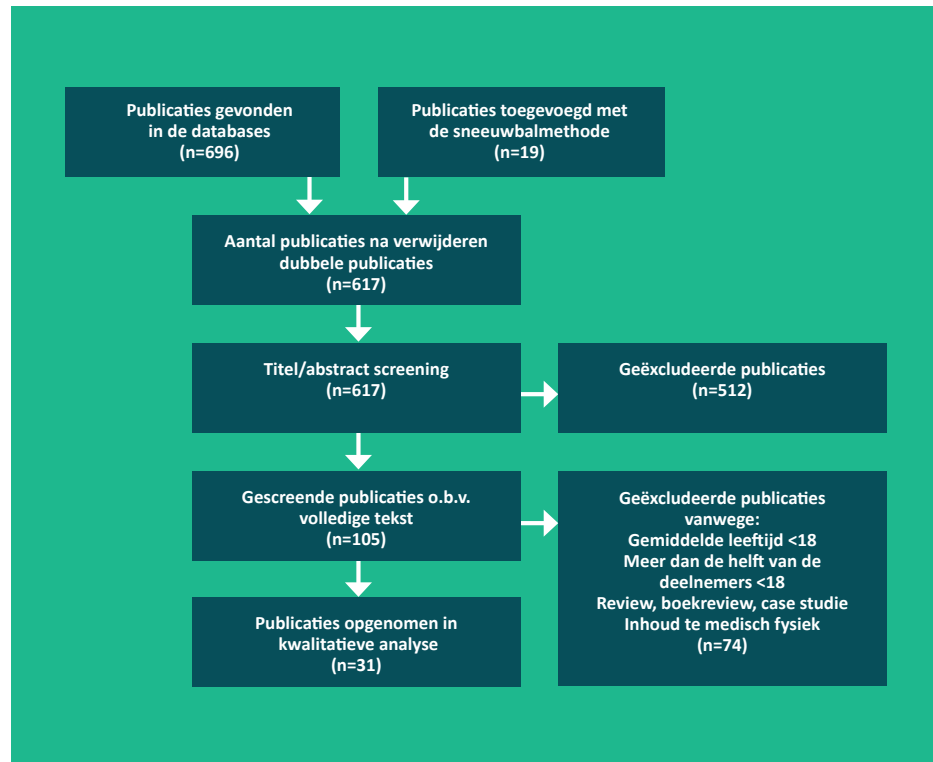 Publicaties gevonden
in de databases
(n=696)
Publicaties toegevoegd met
de sneeuwbalmethode
(n=19)
Aantal publicaties na verwijderen
dubbele publicaties
(n=617)
Titel/abstract screening
(n=617)
Geëxcludeerde publicaties
(n=512)
Gescreende publicaties o.b.v.
volledige tekst
(n=105)
Geëxcludeerde publicaties
vanwege:
Gemiddelde leeftijd <18
Meer dan de helft van de
deelnemers <18
Review, boekreview, case studie
Inhoud te medisch fysiek
(n=74)
Publicaties opgenomen in
kwalitatieve analyse
(n=31)